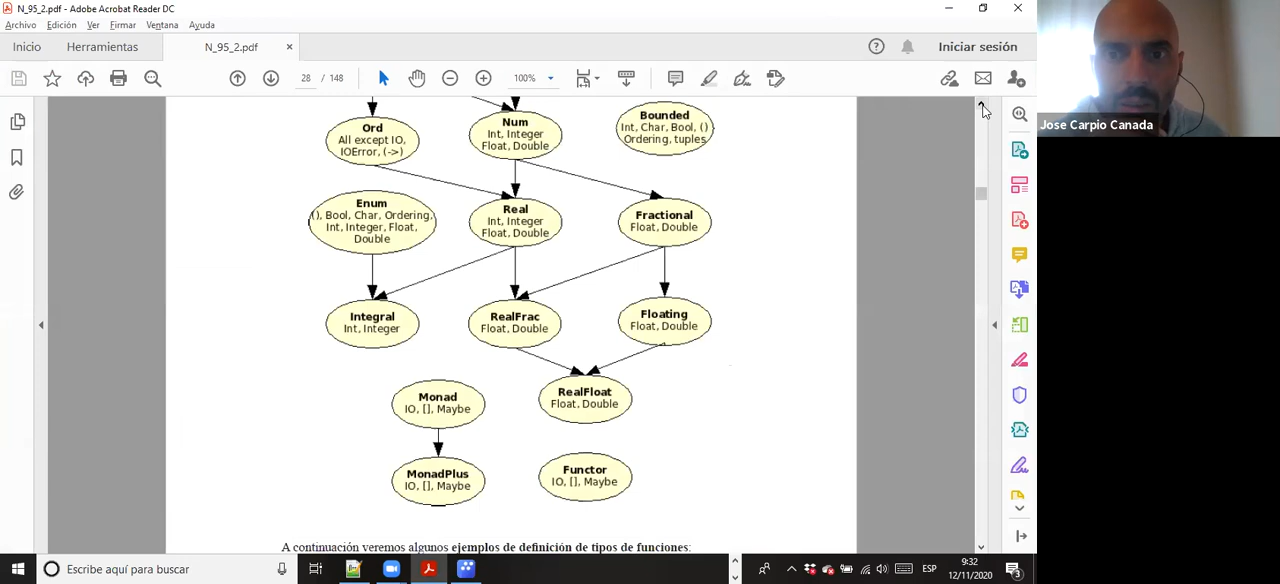 N_95_2.pdf - Adobe Acrobat Reader DC
Archivo Edición Ver Firmar Ventana Ayuda
Inicio Herramientas N_95_2.pdf × Iniciar sesión
28 / 148 100%
Jose Carpio Canada
Ord
All except IO,
IOError, (->)
Num
Int, Integer
Float, Double
Bounded
Int, Char, Bool, ()
Ordering, tuples
Enum
(), Bool, Char, Ordering,
Int, Integer, Float,
Double
Real
Int, Integer
Float, Double
Fractional
Float, Double
Integral
Int, Integer
RealFrac
Float, Double
Floating
Float, Double
Monad
IO, [], Maybe
RealFloat
Float, Double
MonadPlus
IO, [], Maybe
Functor
IO, [], Maybe
A continuación veremos algunos ejemplos de definición de tipos de funciones:
Escribe aquí para buscar
ESP
9:32
12/11/2020
3